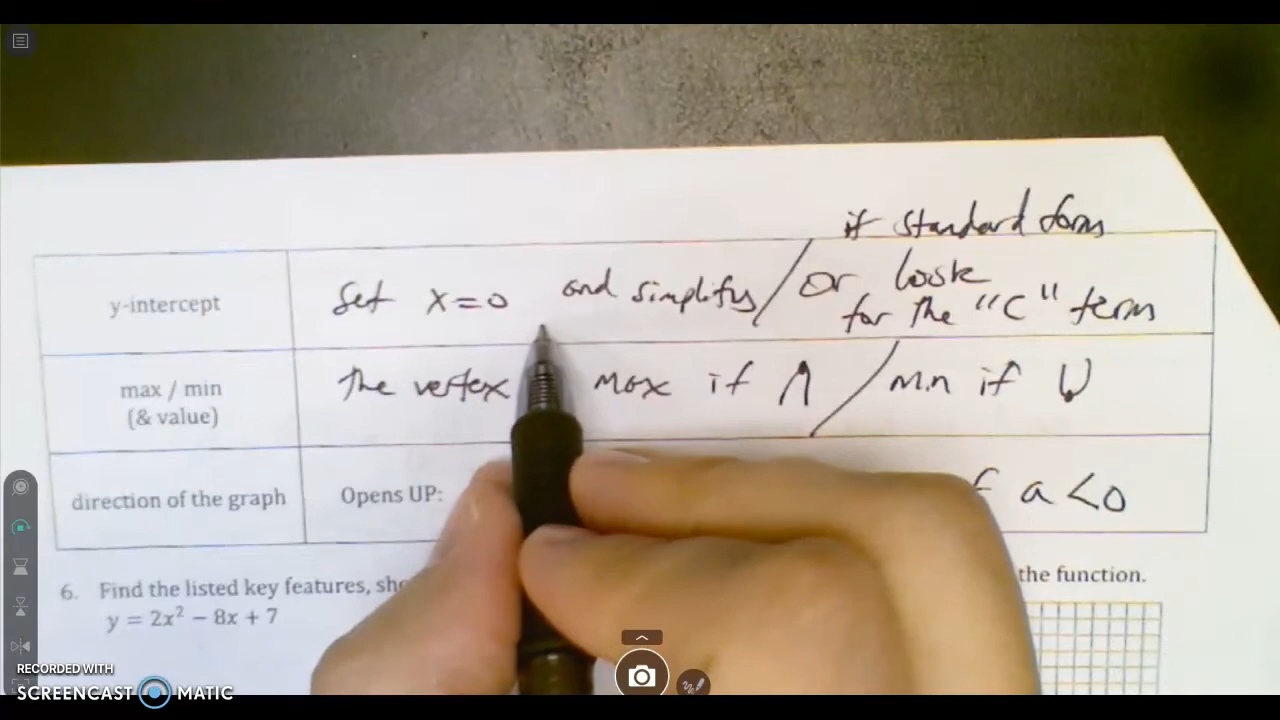 if standard form
y-intercept
Set x=0 and simplify / or look
for the "C" term
max / min
(& value)
The vertex max if ⋂ / min if ⋃
direction of the graph
Opens UP:
if a<0
6. Find the listed key features, sh
the function.
y = 2x² − 8x + 7
RECORDED WITH
SCREENCAST MATIC